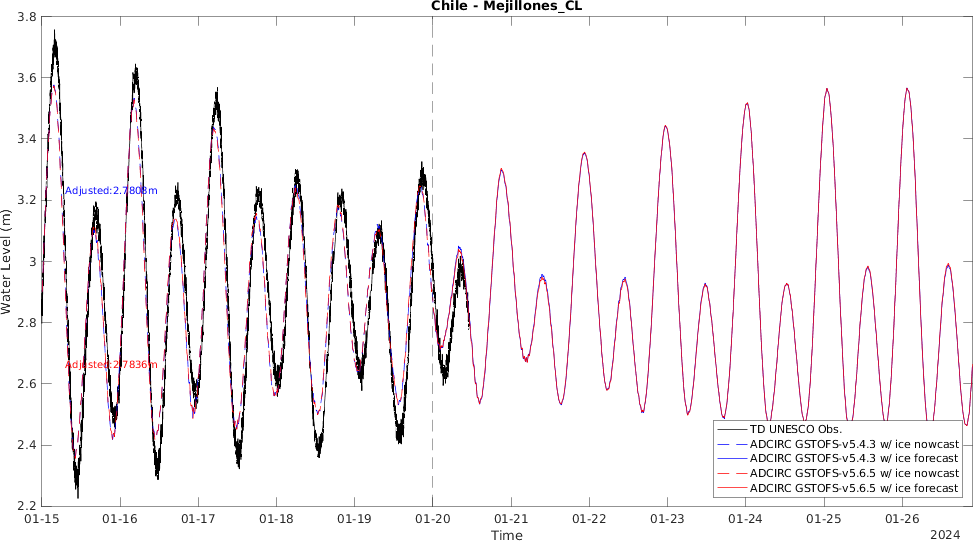 Chile - Mejillones_CL
3.8
3.6
3.4
3.2
3
2.8
2.6
2.4
2.2
Water Level (m)
Adjusted:2.7808m
Adjusted:2.7836m
TD UNESCO Obs.
ADCIRC GSTOFS-v5.4.3 w/ ice nowcast
ADCIRC GSTOFS-v5.4.3 w/ ice forecast
ADCIRC GSTOFS-v5.6.5 w/ ice nowcast
ADCIRC GSTOFS-v5.6.5 w/ ice forecast
01-15 01-16 01-17 01-18 01-19 01-20 01-21 01-22 01-23 01-24 01-25 01-26
Time
2024